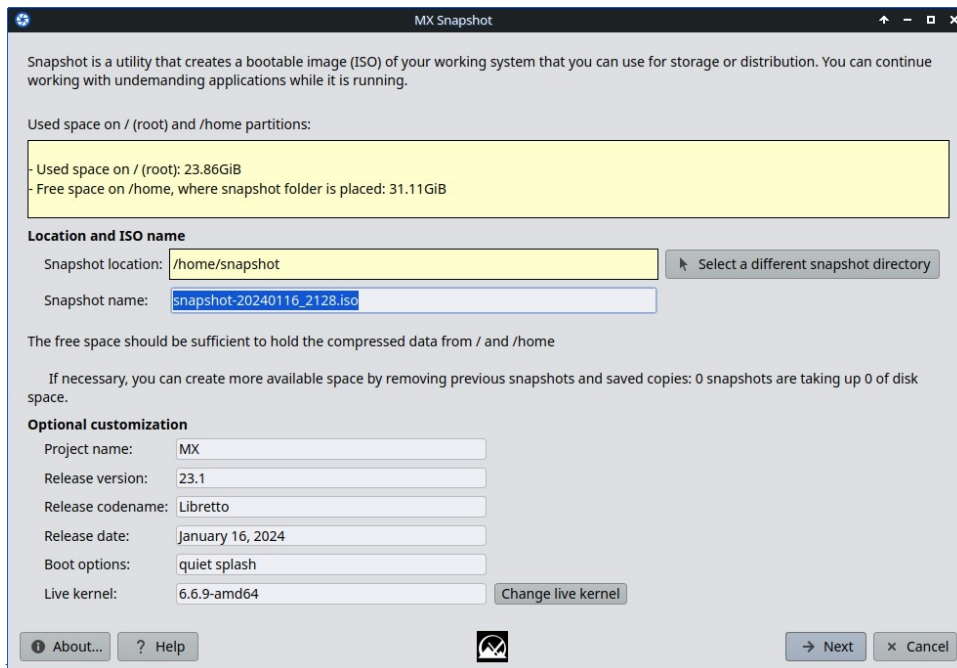 MX Snapshot
Snapshot is a utility that creates a bootable image (ISO) of your working system that you can use for storage or distribution. You can continue
working with undemanding applications while it is running.
Used space on / (root) and /home partitions:
- Used space on / (root): 23.86GiB
- Free space on /home, where snapshot folder is placed: 31.11GiB
Location and ISO name
Snapshot location: /home/snapshot Select a different snapshot directory
Snapshot name: snapshot-20240116_2128.iso
The free space should be sufficient to hold the compressed data from / and /home
If necessary, you can create more available space by removing previous snapshots and saved copies: 0 snapshots are taking up 0 of disk
space.
Optional customization
Project name: MX
Release version: 23.1
Release codename: Libretto
Release date: January 16, 2024
Boot options: quiet splash
Live kernel: 6.6.9-amd64 Change live kernel
About... ? Help Next Cancel